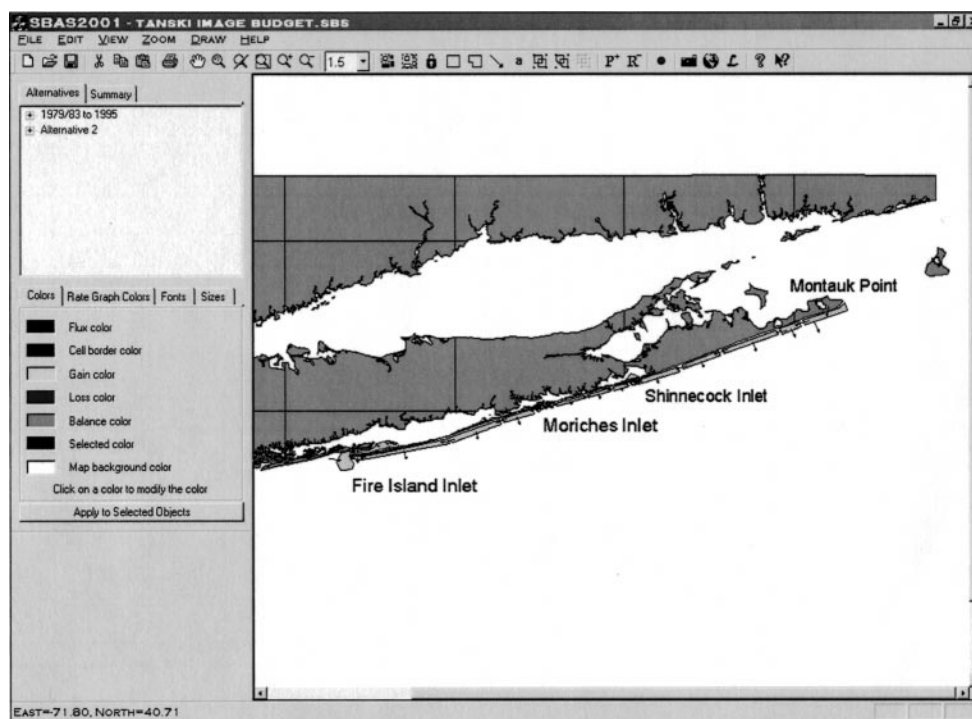 SBAS2001 - TANSKI IMAGE BUDGET.SBS
FILE EDIT VIEW ZOOM DRAW HELP
1.5 a P+ R- L ? ?
Alternatives Summary
1979/83 to 1995
Alternative 2
Colors Rate Graph Colors Fonts Sizes
Flux color
Cell border color
Gain color
Loss color
Balance color
Selected color
Map background color
Click on a color to modify the color
Apply to Selected Objects
Montauk Point
Shinnecock Inlet
Moriches Inlet
Fire Island Inlet
EAST=-71.80, NORTH=40.71